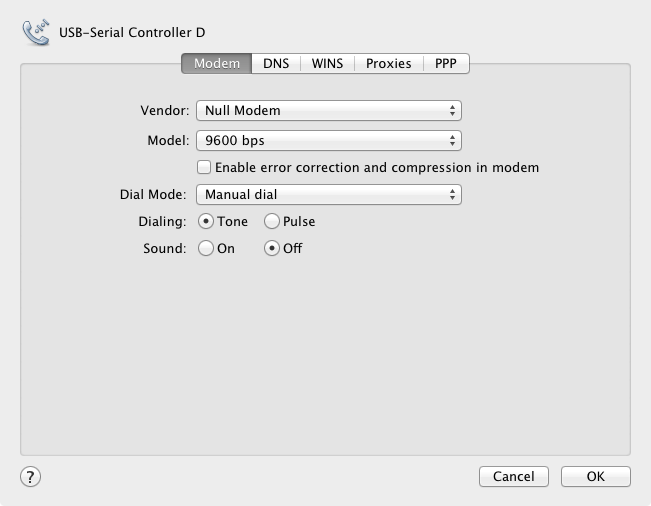 USB-Serial Controller D
Modem DNS WINS Proxies PPP
Vendor: Null Modem
Model: 9600 bps
Enable error correction and compression in modem
Dial Mode: Manual dial
Dialing: Tone Pulse
Sound: On Off
? Cancel OK